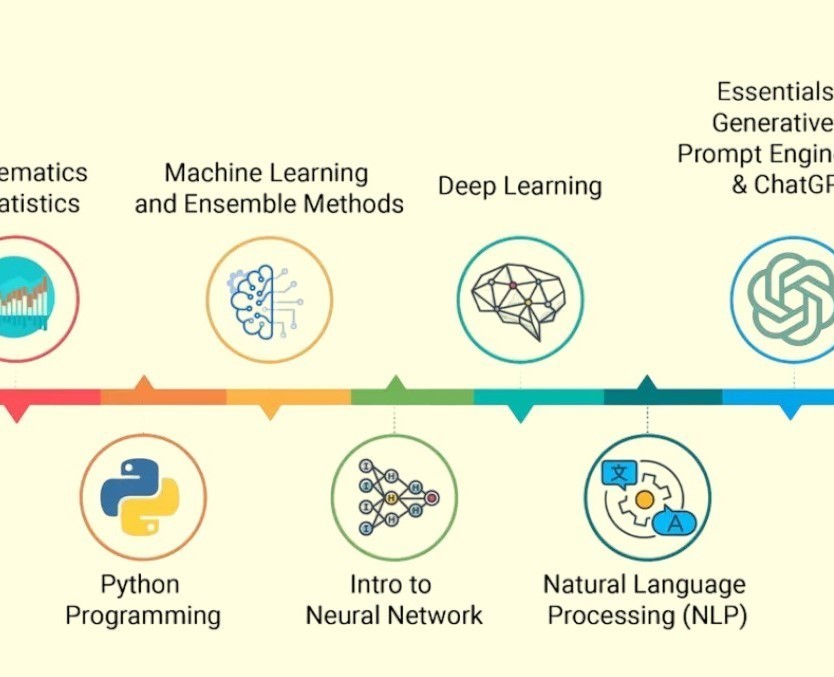 ematics
atistics
Python
Programming
Machine Learning
and Ensemble Methods
Intro to
Neural Network
I
I
I
I
H
H
H
H
H
Deep Learning
Natural Language
Processing (NLP)
文
A
Essentials
Generative
Prompt Engine
& ChatGP